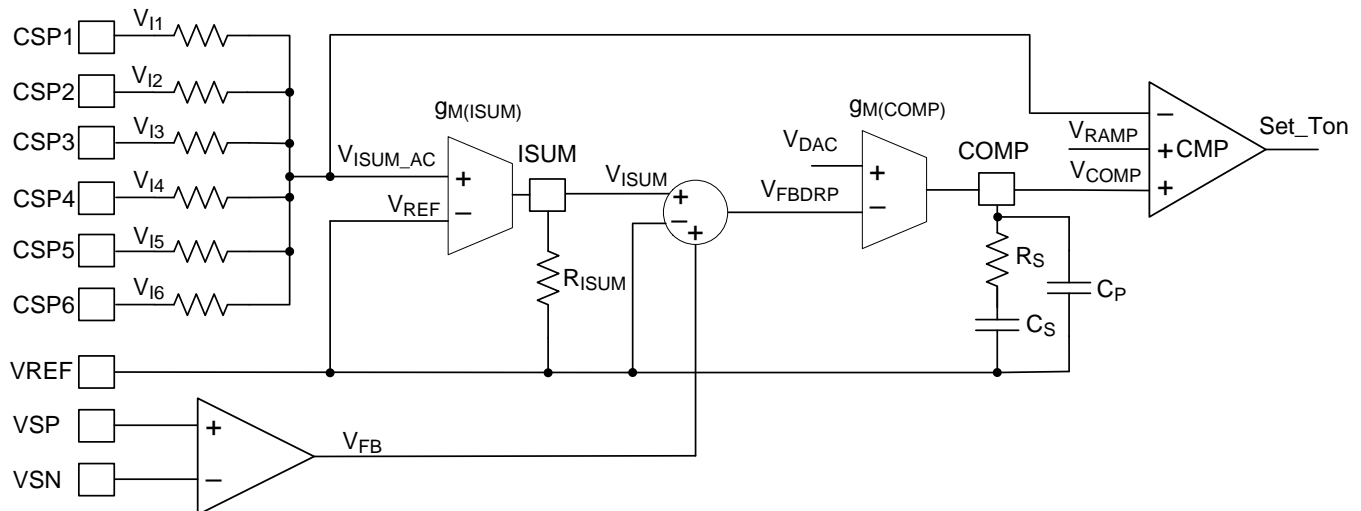 CSP1
V_I1
CSP2
V_I2
CSP3
V_I3
CSP4
V_I4
CSP5
V_I5
CSP6
V_I6
VREF
VSP
VSN
+
−
V_FB
V_ISUM_AC
V_REF
g_M(ISUM)
+
−
ISUM
R_ISUM
V_ISUM
+
−
+
V_FBDRP
V_DAC
g_M(COMP)
+
−
COMP
R_S
C_S
C_P
V_RAMP
V_COMP
−
+ CMP
+
Set_Ton